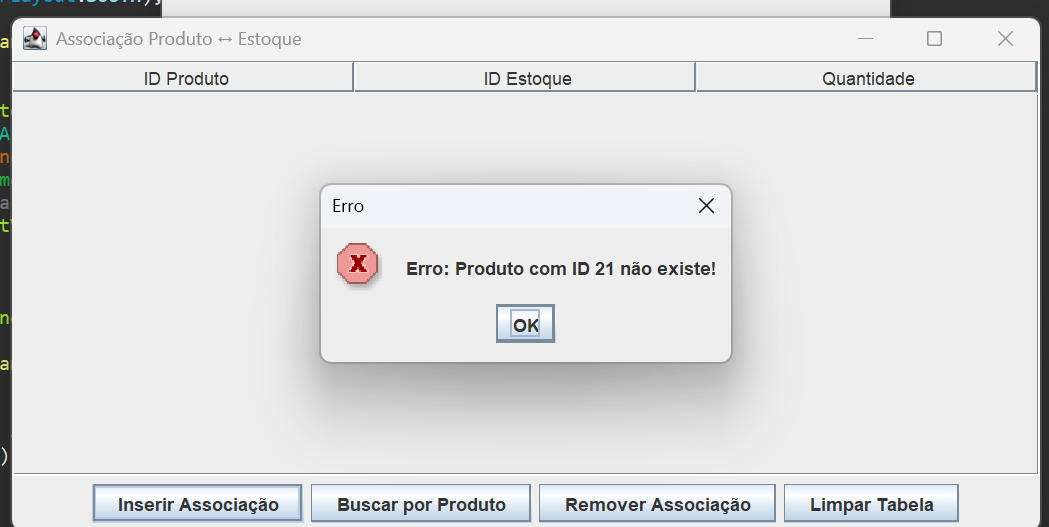 Associação Produto ↔ Estoque
ID Produto ID Estoque Quantidade
Erro
Erro: Produto com ID 21 não existe!
OK
Inserir Associação Buscar por Produto Remover Associação Limpar Tabela